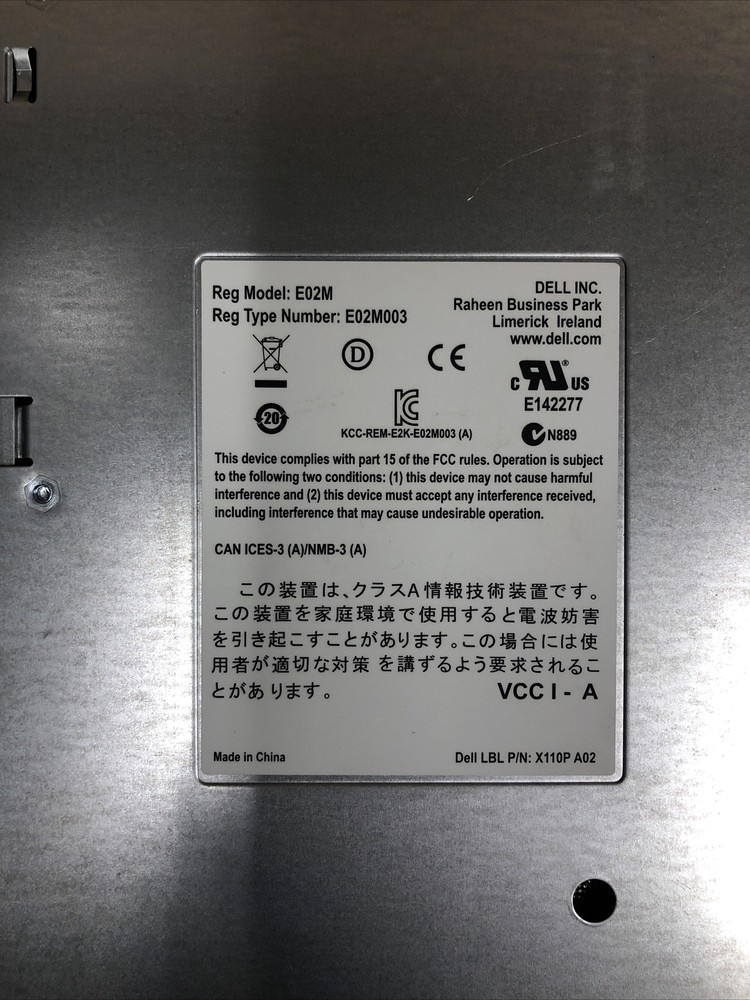 Reg Model: E02M
Reg Type Number: E02M003
DELL INC.
Raheen Business Park
Limerick Ireland
www.dell.com
D
CE
c UR ® US
E142277
20
KC
KCC-REM-E2K-E02M003 (A)
N889
This device complies with part 15 of the FCC rules. Operation is subject
to the following two conditions: (1) this device may not cause harmful
interference and (2) this device must accept any interference received,
including interference that may cause undesirable operation.
CAN ICES-3 (A)/NMB-3 (A)
この装置は、クラスA情報技術装置です。
この装置を家庭環境で使用すると電波妨害
を引き起こすことがあります。この場合には使
用者が適切な対策 を講ずるよう要求されるこ
とがあります。
VCCI - A
Made in China
Dell LBL P/N: X110P A02